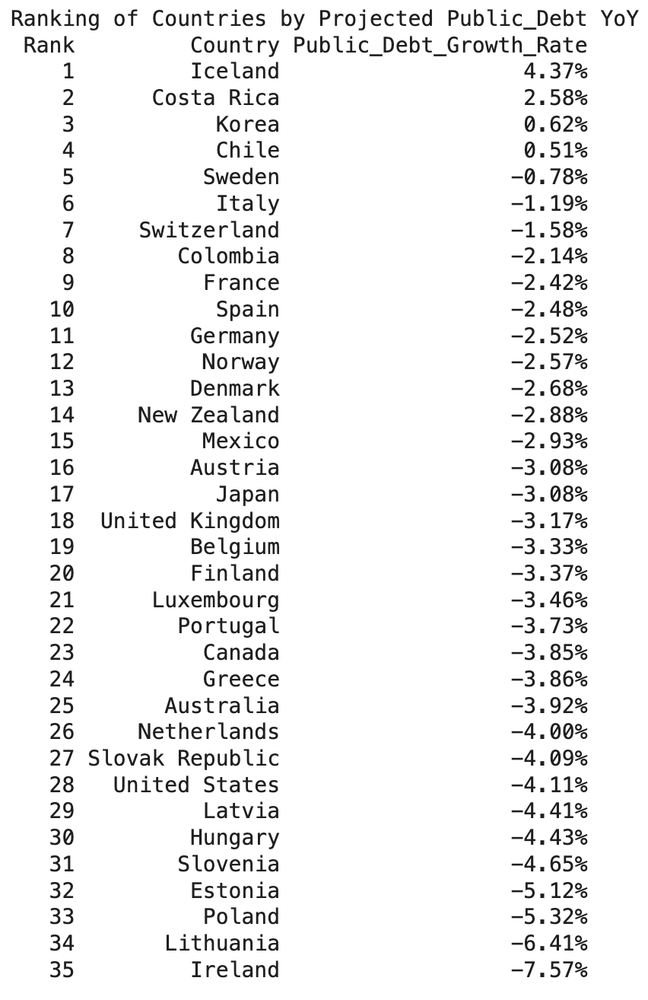 Ranking of Countries by Projected Public_Debt YoY
Rank Country Public_Debt_Growth_Rate
1 Iceland 4.37%
2 Costa Rica 2.58%
3 Korea 0.62%
4 Chile 0.51%
5 Sweden -0.78%
6 Italy -1.19%
7 Switzerland -1.58%
8 Colombia -2.14%
9 France -2.42%
10 Spain -2.48%
11 Germany -2.52%
12 Norway -2.57%
13 Denmark -2.68%
14 New Zealand -2.88%
15 Mexico -2.93%
16 Austria -3.08%
17 Japan -3.08%
18 United Kingdom -3.17%
19 Belgium -3.33%
20 Finland -3.37%
21 Luxembourg -3.46%
22 Portugal -3.73%
23 Canada -3.85%
24 Greece -3.86%
25 Australia -3.92%
26 Netherlands -4.00%
27 Slovak Republic -4.09%
28 United States -4.11%
29 Latvia -4.41%
30 Hungary -4.43%
31 Slovenia -4.65%
32 Estonia -5.12%
33 Poland -5.32%
34 Lithuania -6.41%
35 Ireland -7.57%